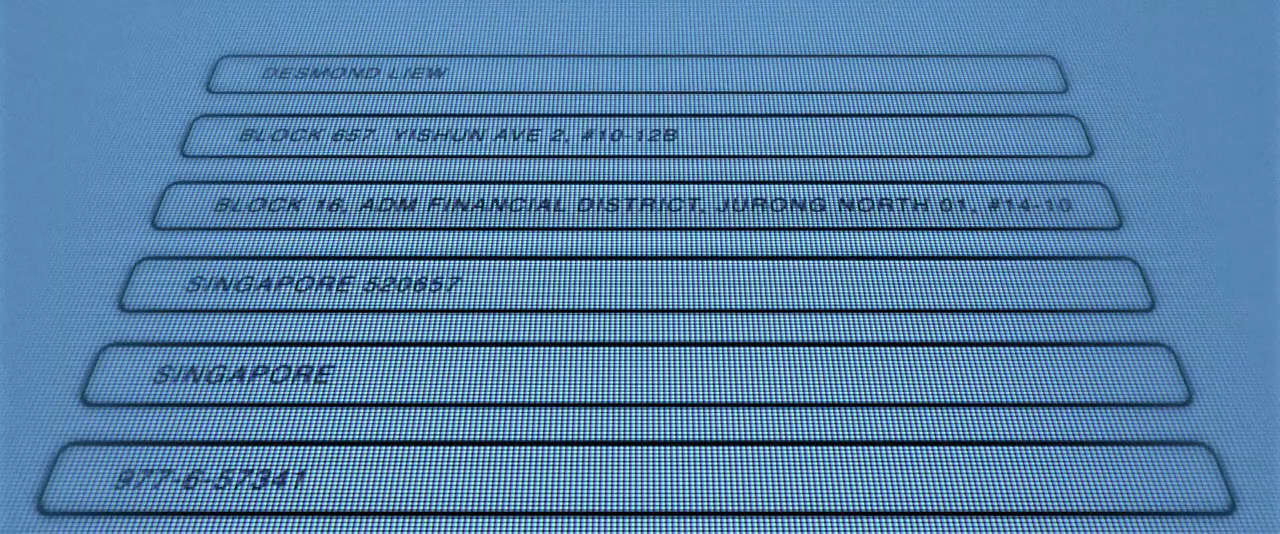 DESMOND LIEW
BLOCK 657, YISHUN AVE 2, #10-12B
BLOCK 16, ADM FINANCIAL DISTRICT, JURONG NORTH 01, #14-10
SINGAPORE 520657
SINGAPORE
977-6-57341